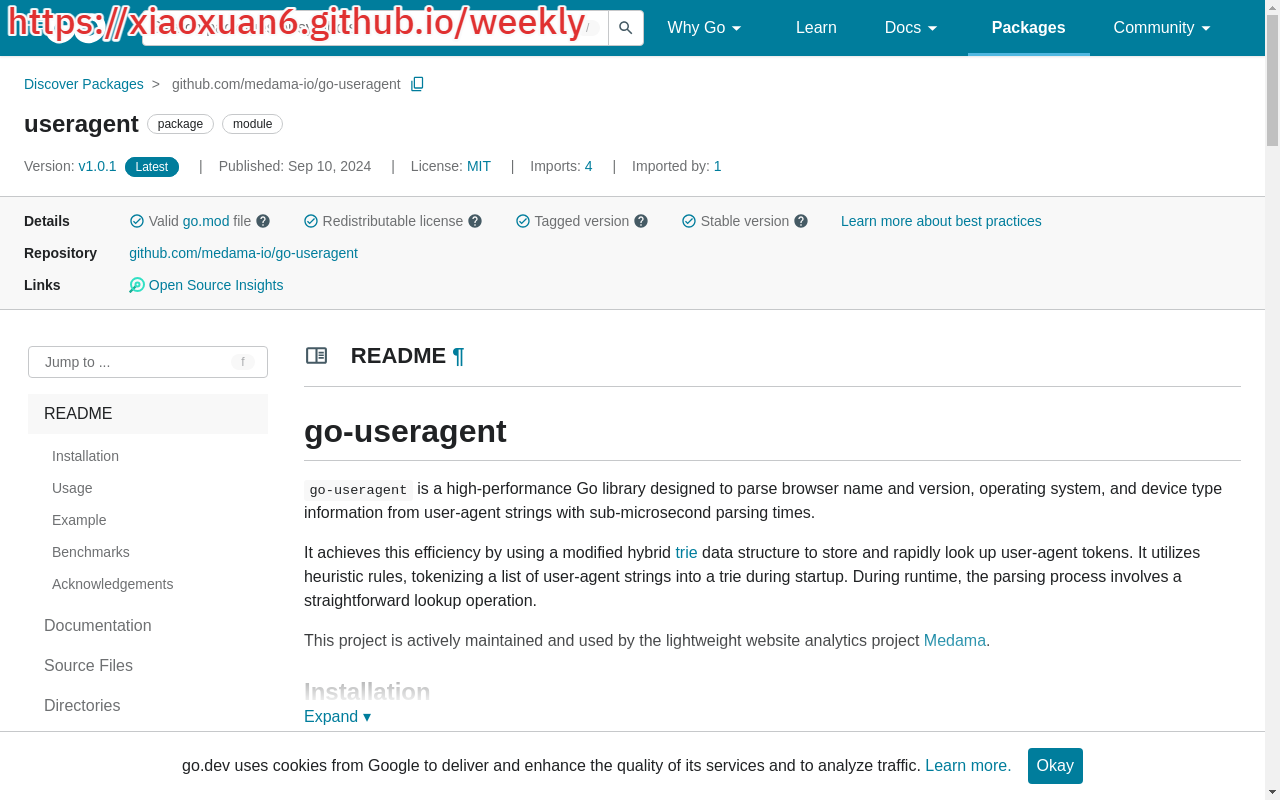 https://xiaoxuan6.github.io/weekly
/
Why Go
Learn
Docs
Packages
Community
Discover Packages > github.com/medama-io/go-useragent
useragent package module
Version: v1.0.1 Latest | Published: Sep 10, 2024 | License: MIT | Imports: 4 | Imported by: 1
Details Valid go.mod file Redistributable license Tagged version Stable version Learn more about best practices
Repository github.com/medama-io/go-useragent
Links Open Source Insights
Jump to ... f
README
Installation
Usage
Example
Benchmarks
Acknowledgements
Documentation
Source Files
Directories
README ¶
go-useragent
go-useragent is a high-performance Go library designed to parse browser name and version, operating system, and device type
information from user-agent strings with sub-microsecond parsing times.
It achieves this efficiency by using a modified hybrid trie data structure to store and rapidly look up user-agent tokens. It utilizes
heuristic rules, tokenizing a list of user-agent strings into a trie during startup. During runtime, the parsing process involves a
straightforward lookup operation.
This project is actively maintained and used by the lightweight website analytics project Medama.
Installation
Expand ▾
go.dev uses cookies from Google to deliver and enhance the quality of its services and to analyze traffic. Learn more.
Okay